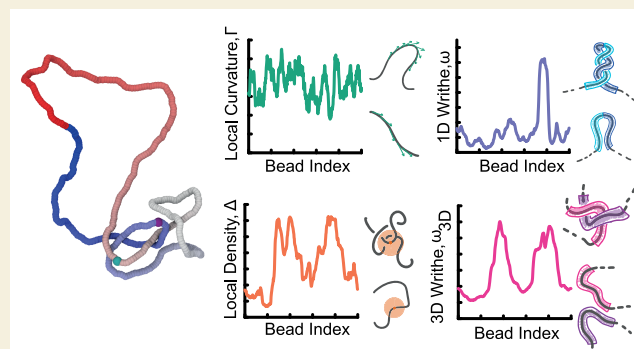 Local Curvature, Γ
Bead Index
1D Writhe, ω
Bead Index
Local Density, Δ
Bead Index
3D Writhe, ω3D
Bead Index